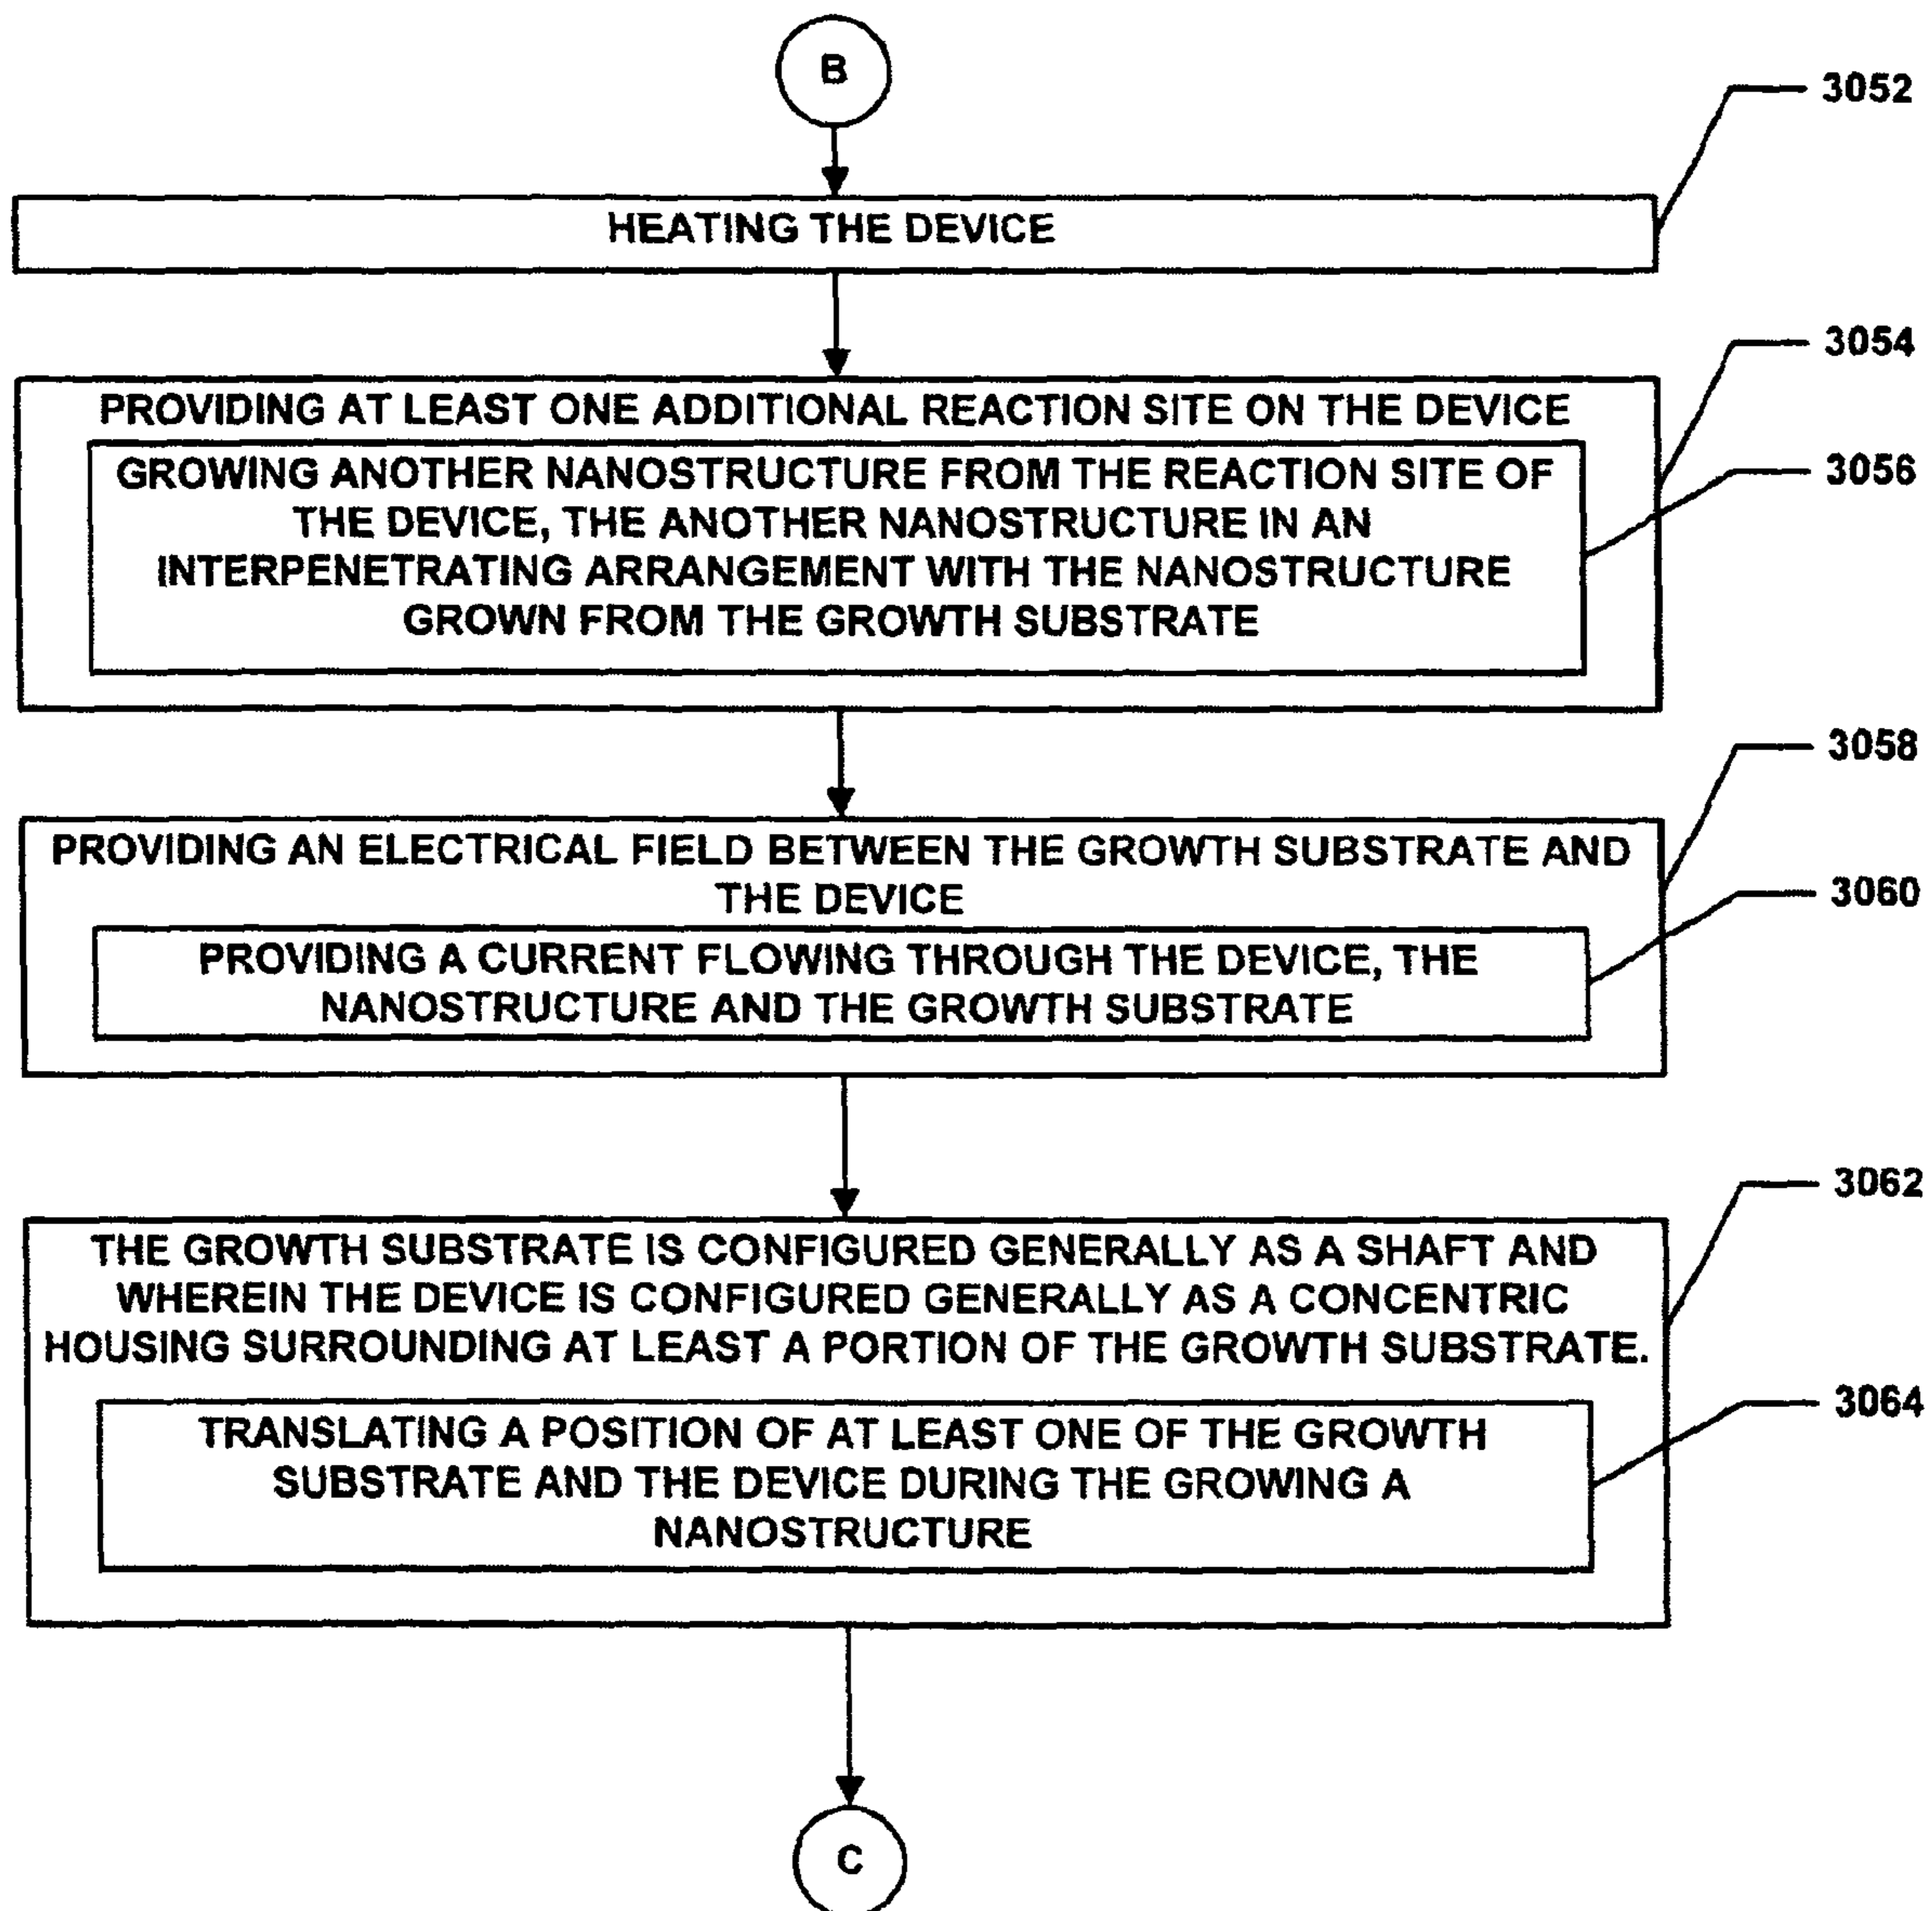 B
3052
HEATING THE DEVICE
3054
PROVIDING AT LEAST ONE ADDITIONAL REACTION SITE ON THE DEVICE
3056
GROWING ANOTHER NANOSTRUCTURE FROM THE REACTION SITE OF
THE DEVICE, THE ANOTHER NANOSTRUCTURE IN AN
INTERPENETRATING ARRANGEMENT WITH THE NANOSTRUCTURE
GROWN FROM THE GROWTH SUBSTRATE
3058
PROVIDING AN ELECTRICAL FIELD BETWEEN THE GROWTH SUBSTRATE AND
THE DEVICE
3060
PROVIDING A CURRENT FLOWING THROUGH THE DEVICE, THE
NANOSTRUCTURE AND THE GROWTH SUBSTRATE
3062
THE GROWTH SUBSTRATE IS CONFIGURED GENERALLY AS A SHAFT AND
WHEREIN THE DEVICE IS CONFIGURED GENERALLY AS A CONCENTRIC
HOUSING SURROUNDING AT LEAST A PORTION OF THE GROWTH SUBSTRATE.
3064
TRANSLATING A POSITION OF AT LEAST ONE OF THE GROWTH
SUBSTRATE AND THE DEVICE DURING THE GROWING A
NANOSTRUCTURE
C